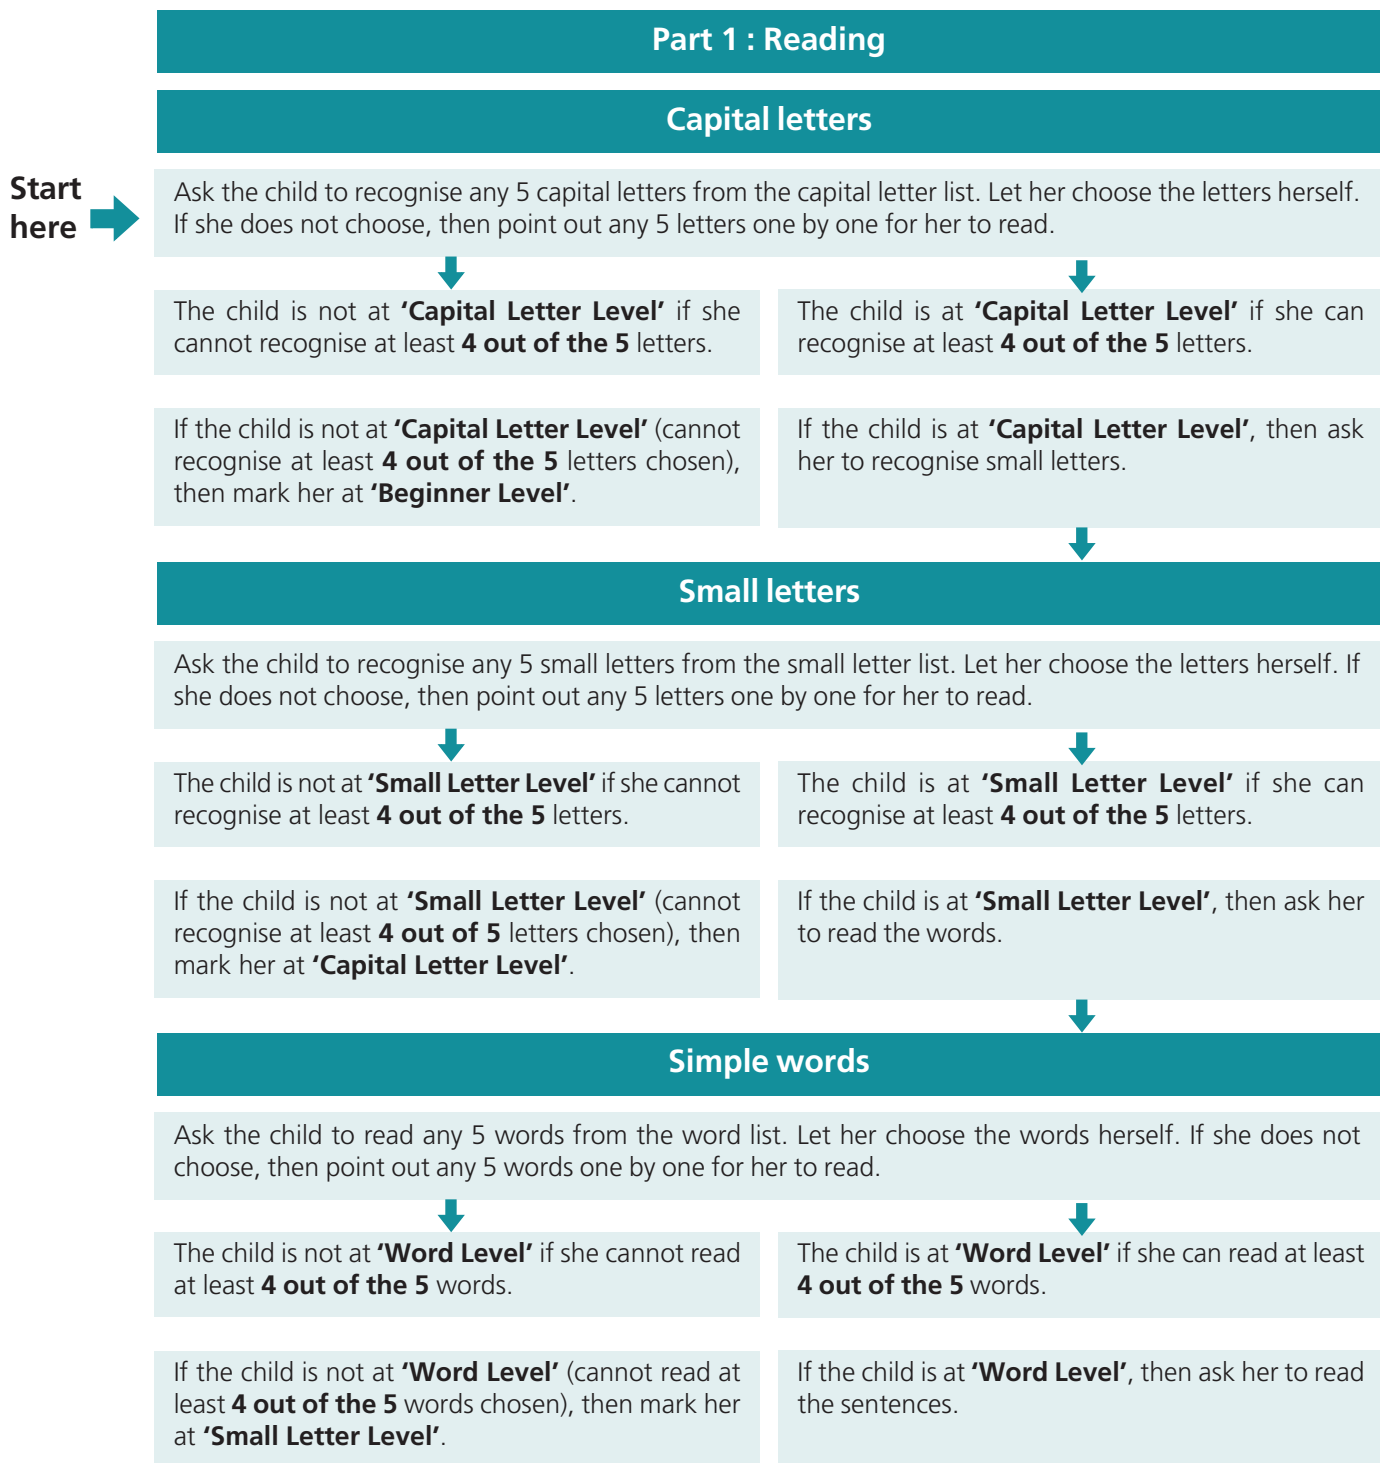 Part 1 : Reading
Capital letters
Start
here
Ask the child to recognise any 5 capital letters from the capital letter list. Let her choose the letters herself.
If she does not choose, then point out any 5 letters one by one for her to read.
The child is not at ‘Capital Letter Level’ if she
cannot recognise at least 4 out of the 5 letters.
The child is at ‘Capital Letter Level’ if she can
recognise at least 4 out of the 5 letters.
If the child is not at ‘Capital Letter Level’ (cannot
recognise at least 4 out of the 5 letters chosen),
then mark her at ‘Beginner Level’.
If the child is at ‘Capital Letter Level’, then ask
her to recognise small letters.
Small letters
Ask the child to recognise any 5 small letters from the small letter list. Let her choose the letters herself. If
she does not choose, then point out any 5 letters one by one for her to read.
The child is not at ‘Small Letter Level’ if she cannot
recognise at least 4 out of the 5 letters.
The child is at ‘Small Letter Level’ if she can
recognise at least 4 out of the 5 letters.
If the child is not at ‘Small Letter Level’ (cannot
recognise at least 4 out of 5 letters chosen), then
mark her at ‘Capital Letter Level’.
If the child is at ‘Small Letter Level’, then ask her
to read the words.
Simple words
Ask the child to read any 5 words from the word list. Let her choose the words herself. If she does not
choose, then point out any 5 words one by one for her to read.
The child is not at ‘Word Level’ if she cannot read
at least 4 out of the 5 words.
The child is at ‘Word Level’ if she can read at least
4 out of the 5 words.
If the child is not at ‘Word Level’ (cannot read at
least 4 out of the 5 words chosen), then mark her
at ‘Small Letter Level’.
If the child is at ‘Word Level’, then ask her to read
the sentences.